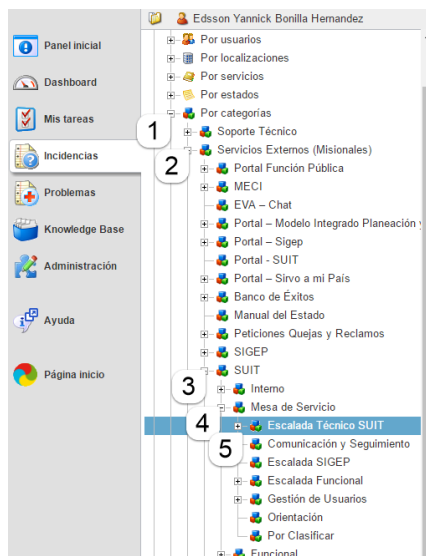 Edsson Yannick Bonilla Hernandez
Panel inicial
Dashboard
Mis tareas
Incidencias
Problemas
Knowledge Base
Administración
Ayuda
Página inicio
Por usuarios
Por localizaciones
Por servicios
Por estados
Por categorías
1
Soporte Técnico
Servicios Externos (Misionales)
2
Portal Función Pública
MECI
EVA – Chat
Portal – Modelo Integrado Planeación y
Portal – Sigep
Portal - SUIT
Portal – Sirvo a mi País
Banco de Éxitos
Manual del Estado
Peticiones Quejas y Reclamos
SIGEP
SUIT
3
Interno
Mesa de Servicio
4
Escalada Técnico SUIT
5
Comunicación y Seguimiento
Escalada SIGEP
Escalada Funcional
Gestión de Usuarios
Orientación
Por Clasificar
Funcional